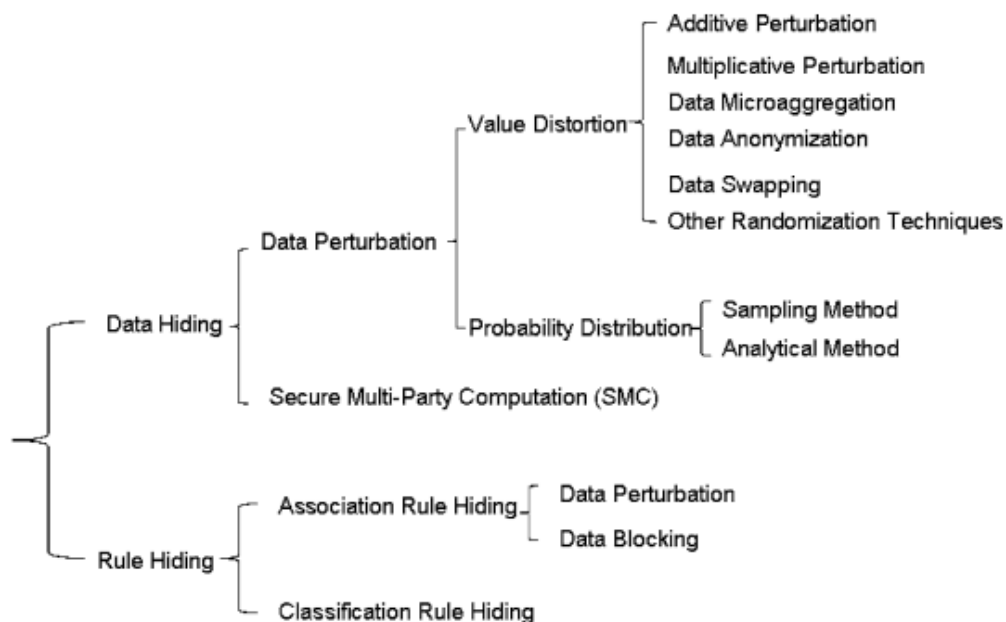 Additive Perturbation
Multiplicative Perturbation
Data Microaggregation
Value Distortion
Data Anonymization
Data Swapping
Other Randomization Techniques
Data Perturbation
Data Hiding
Probability Distribution
Sampling Method
Analytical Method
Secure Multi-Party Computation (SMC)
Association Rule Hiding
Data Perturbation
Data Blocking
Rule Hiding
Classification Rule Hiding